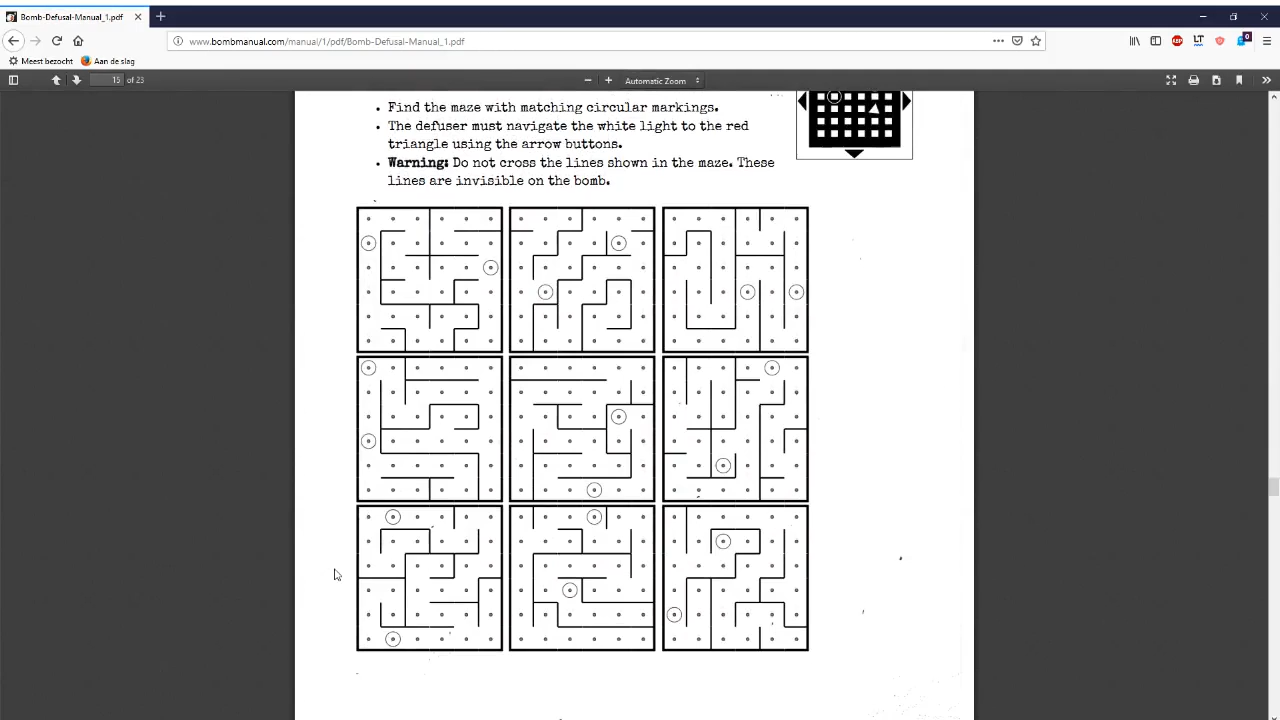 Bomb-Defusal-Manual_1.pdf
www.bombmanual.com/manual/1/pdf/Bomb-Defusal-Manual_1.pdf
ABP
LT
0
Meest bezocht
Aan de slag
15 of 23
Automatic Zoom
• Find the maze with matching circular markings.
• The defuser must navigate the white light to the red
triangle using the arrow buttons.
• Warning: Do not cross the lines shown in the maze. These
lines are invisible on the bomb.